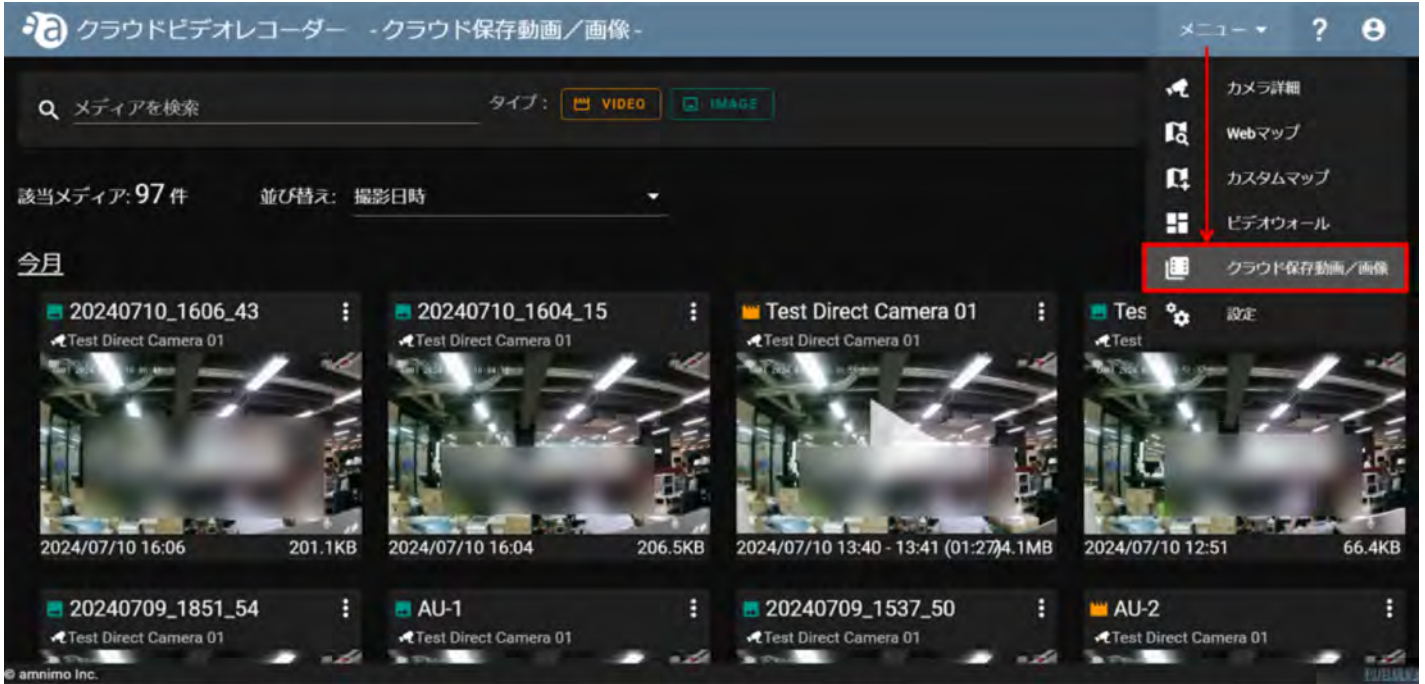 クラウドビデオレコーダー -クラウド保存動画／画像-
メニュー
?
メディアを検索
タイプ：
VIDEO
IMAGE
カメラ詳細
Webマップ
カスタムマップ
ビデオウォール
クラウド保存動画／画像
設定
該当メディア: 97 件
並び替え: 撮影日時
今月
20240710_1606_43
Test Direct Camera 01
2024/07/10 16:06
201.1KB
20240710_1604_15
Test Direct Camera 01
2024/07/10 16:04
206.5KB
Test Direct Camera 01
Test Direct Camera 01
2024/07/10 13:40 - 13:41 (01:27)
4.1MB
Tes
Test
2024/07/10 12:51
66.4KB
20240709_1851_54
Test Direct Camera 01
AU-1
Test Direct Camera 01
20240709_1537_50
Test Direct Camera 01
AU-2
Test Direct Camera 01
© amnimo Inc.